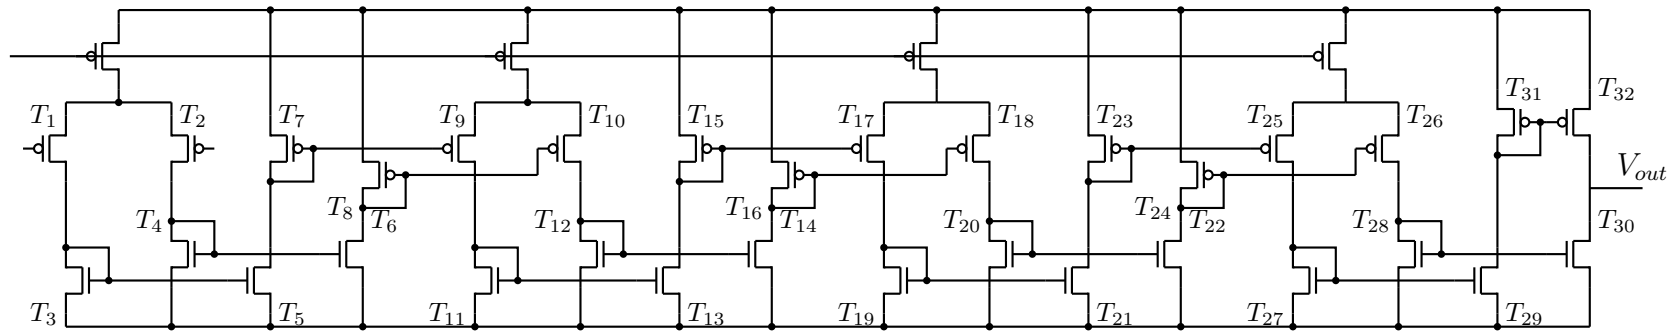 T1 T2 T7 T9 T10 T15 T17 T18 T23 T25 T26 T31 T32
Vout
T4 T8 T6 T12 T16 T14 T20 T24 T22 T28 T30
T3 T5 T11 T13 T19 T21 T27 T29